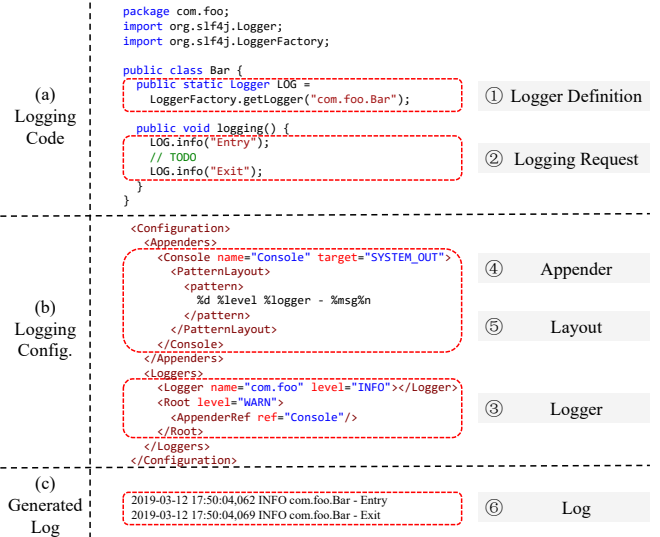 package com.foo;
import org.slf4j.Logger;
import org.slf4j.LoggerFactory;
public class Bar {
public static Logger LOG =
LoggerFactory.getLogger("com.foo.Bar");
public void logging() {
LOG.info("Entry");
// TODO
LOG.info("Exit");
}
}
(a)
Logging
Code
① Logger Definition
② Logging Request
<Configuration>
<Appenders>
<Console name="Console" target="SYSTEM_OUT">
<PatternLayout>
<pattern>
%d %level %logger - %msg%n
</pattern>
</PatternLayout>
</Console>
</Appenders>
<Loggers>
<Logger name="com.foo" level="INFO"></Logger>
<Root level="WARN">
<AppenderRef ref="Console"/>
</Root>
</Loggers>
</Configuration>
(b)
Logging
Config.
④ Appender
⑤ Layout
③ Logger
(c)
Generated
Log
2019-03-12 17:50:04,062 INFO com.foo.Bar - Entry
2019-03-12 17:50:04,069 INFO com.foo.Bar - Exit
⑥ Log